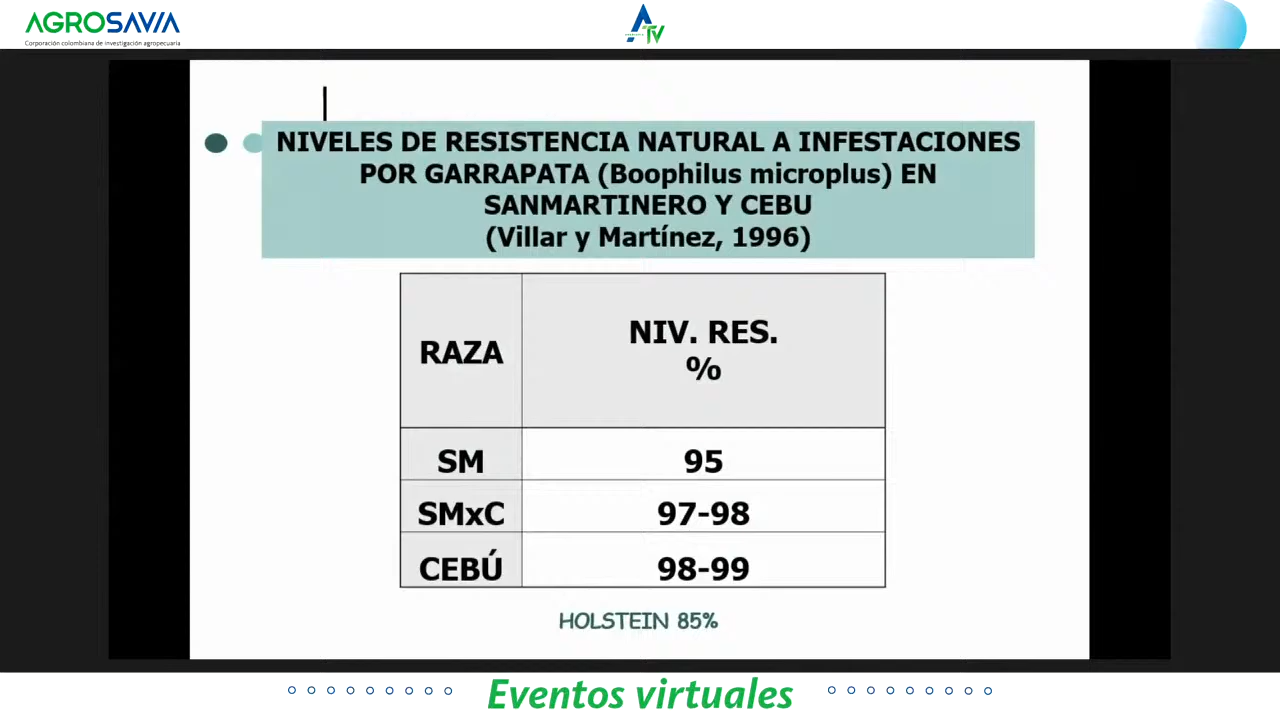 AGROSAVIA
Corporación colombiana de investigación agropecuaria
TV
NIVELES DE RESISTENCIA NATURAL A INFESTACIONES
POR GARRAPATA (Boophilus microplus) EN
SANMARTINERO Y CEBU
(Villar y Martínez, 1996)
RAZA
NIV. RES.
%
SM 95
SMxC 97-98
CEBÚ 98-99
HOLSTEIN 85%
Eventos virtuales